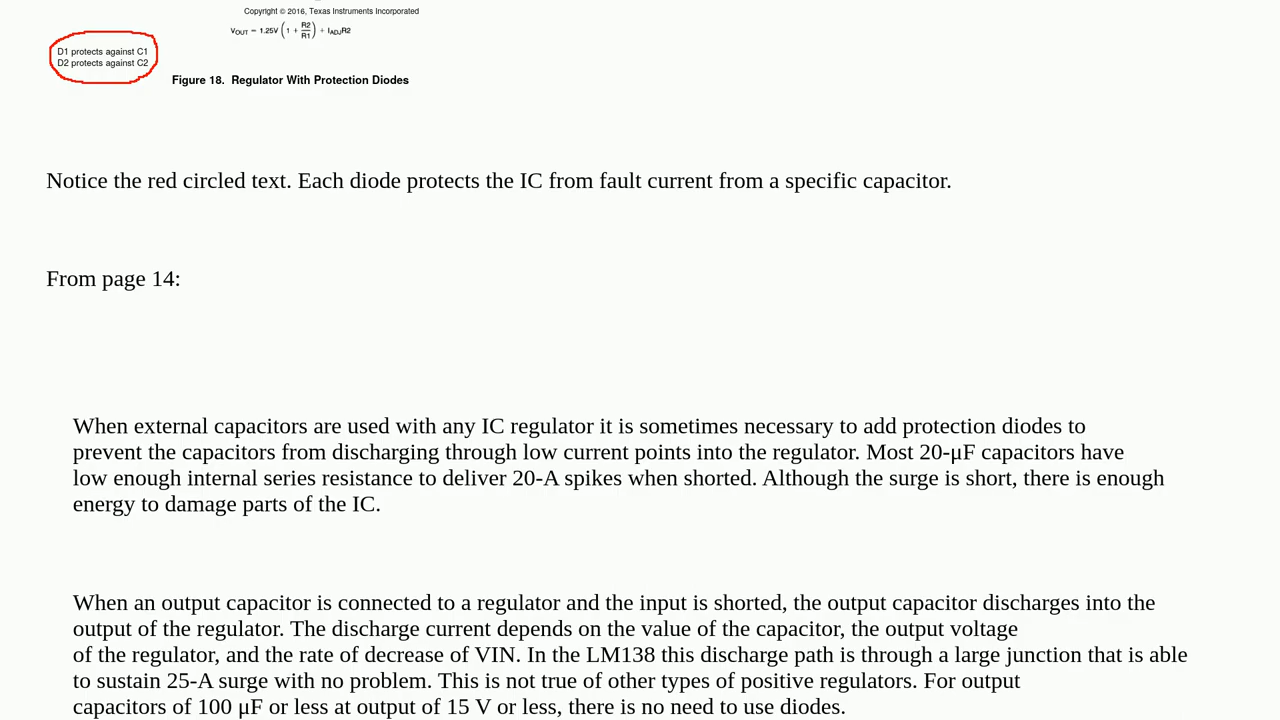 Copyright © 2016, Texas Instruments Incorporated
VOUT = 1.25V (1 + R2/R1) + IADJR2
D1 protects against C1
D2 protects against C2
Figure 18. Regulator With Protection Diodes
Notice the red circled text. Each diode protects the IC from fault current from a specific capacitor.
From page 14:
When external capacitors are used with any IC regulator it is sometimes necessary to add protection diodes to
prevent the capacitors from discharging through low current points into the regulator. Most 20-μF capacitors have
low enough internal series resistance to deliver 20-A spikes when shorted. Although the surge is short, there is enough
energy to damage parts of the IC.
When an output capacitor is connected to a regulator and the input is shorted, the output capacitor discharges into the
output of the regulator. The discharge current depends on the value of the capacitor, the output voltage
of the regulator, and the rate of decrease of VIN. In the LM138 this discharge path is through a large junction that is able
to sustain 25-A surge with no problem. This is not true of other types of positive regulators. For output
capacitors of 100 μF or less at output of 15 V or less, there is no need to use diodes.